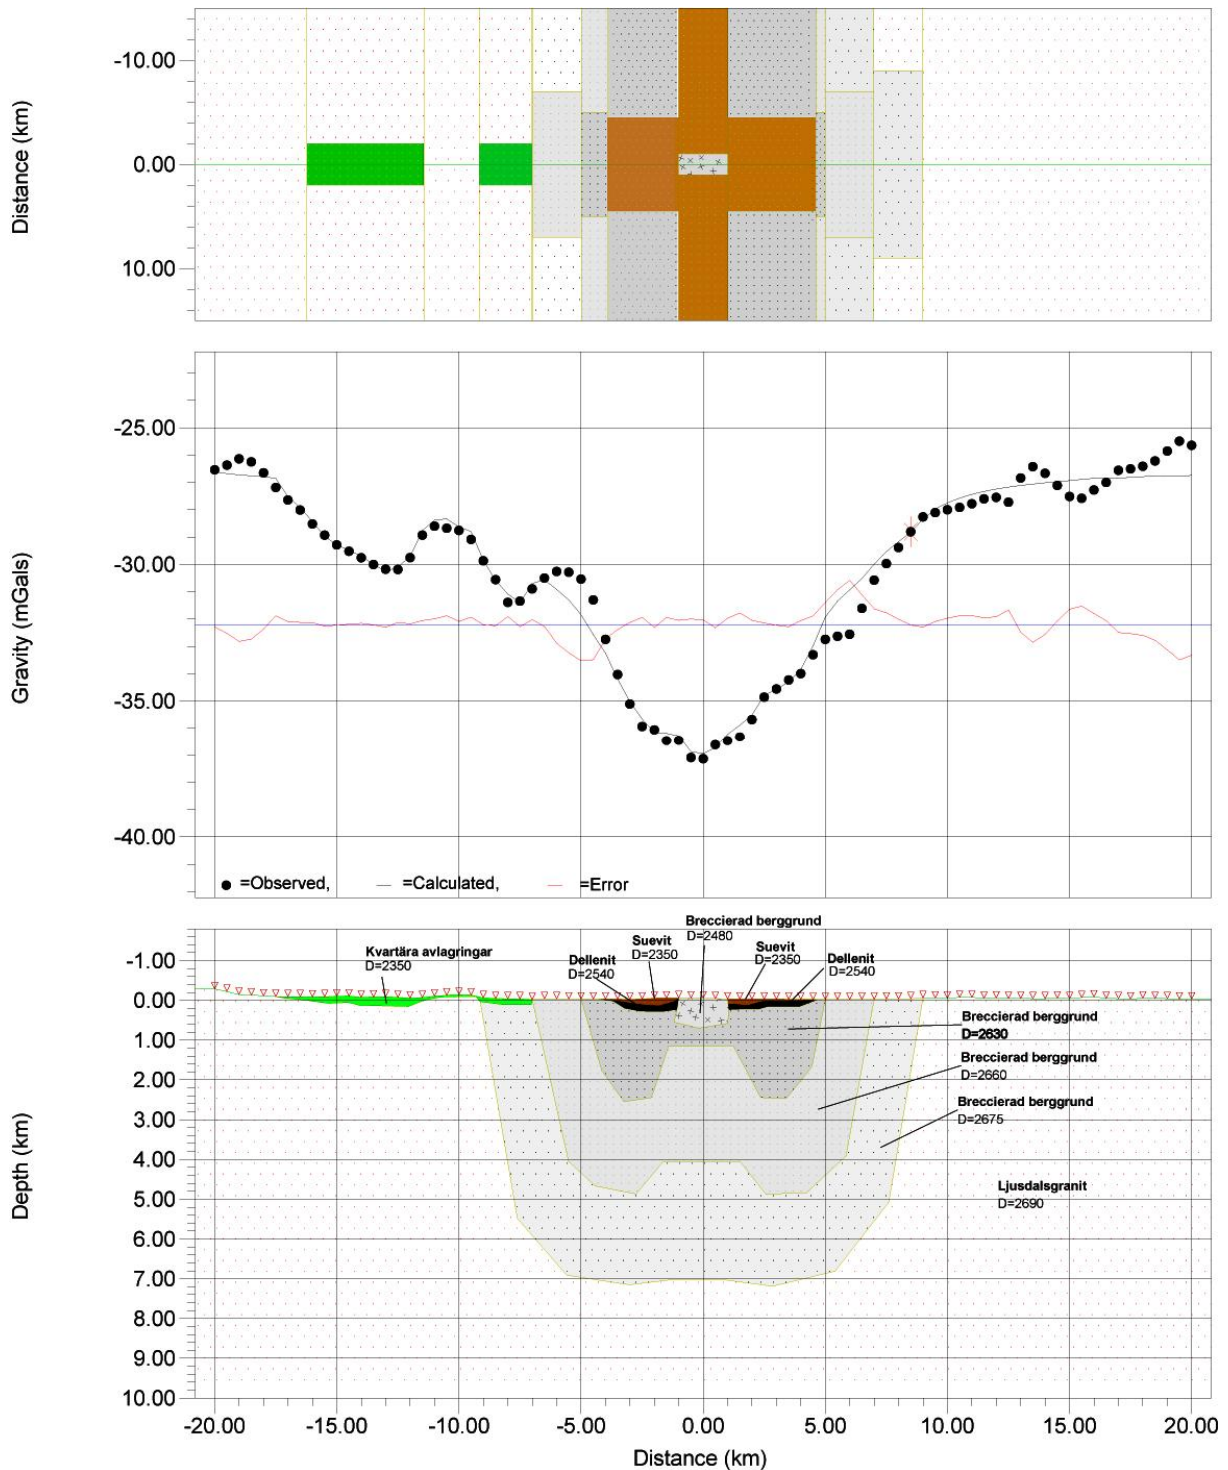 Distance (km)
-10.00
0.00
10.00
Gravity (mGals)
-25.00
-30.00
-35.00
-40.00
=Observed, =Calculated, =Error
Depth (km)
-1.00
0.00
1.00
2.00
3.00
4.00
5.00
6.00
7.00
8.00
9.00
10.00
Kvartära avlagringar
D=2350
Dellenit
D=2540
Suevit
D=2350
Breccierad berggrund
D=2480
Suevit
D=2350
Dellenit
D=2540
Breccierad berggrund
D=2630
Breccierad berggrund
D=2660
Breccierad berggrund
D=2675
Ljusdalsgranit
D=2690
-20.00 -15.00 -10.00 -5.00 0.00 5.00 10.00 15.00 20.00
Distance (km)